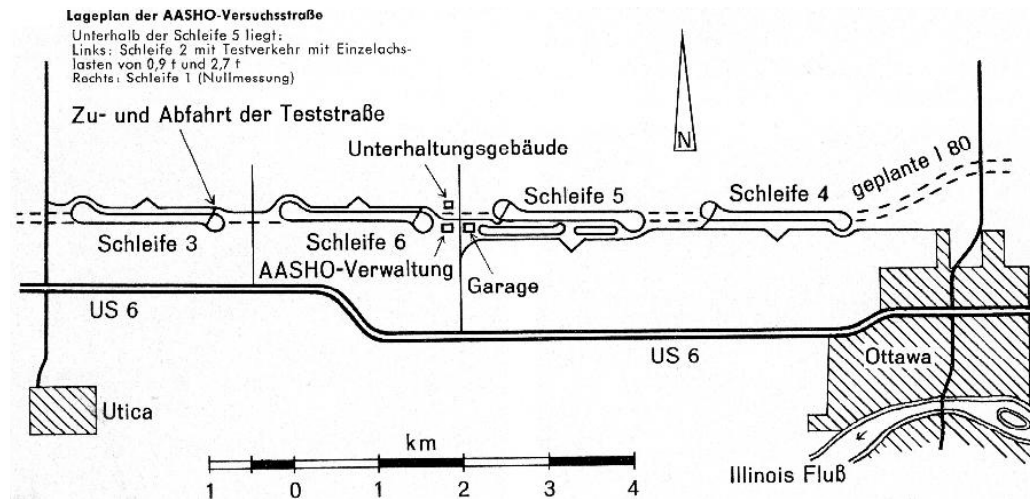 Lageplan der AASHO-Versuchsstraße
Unterhalb der Schleife 5 liegt:
Links: Schleife 2 mit Testverkehr mit Einzelachs-
lasten von 0,9 t und 2,7 t
Rechts: Schleife 1 (Nullmessung)
Zu- und Abfahrt der Teststraße
Unterhaltungsgebäude
N
Schleife 5
Schleife 4
geplante I 80
Schleife 3
Schleife 6
AASHO-Verwaltung
Garage
US 6
US 6
Ottawa
Utica
km
1 0 1 2 3 4
Illinois Fluß